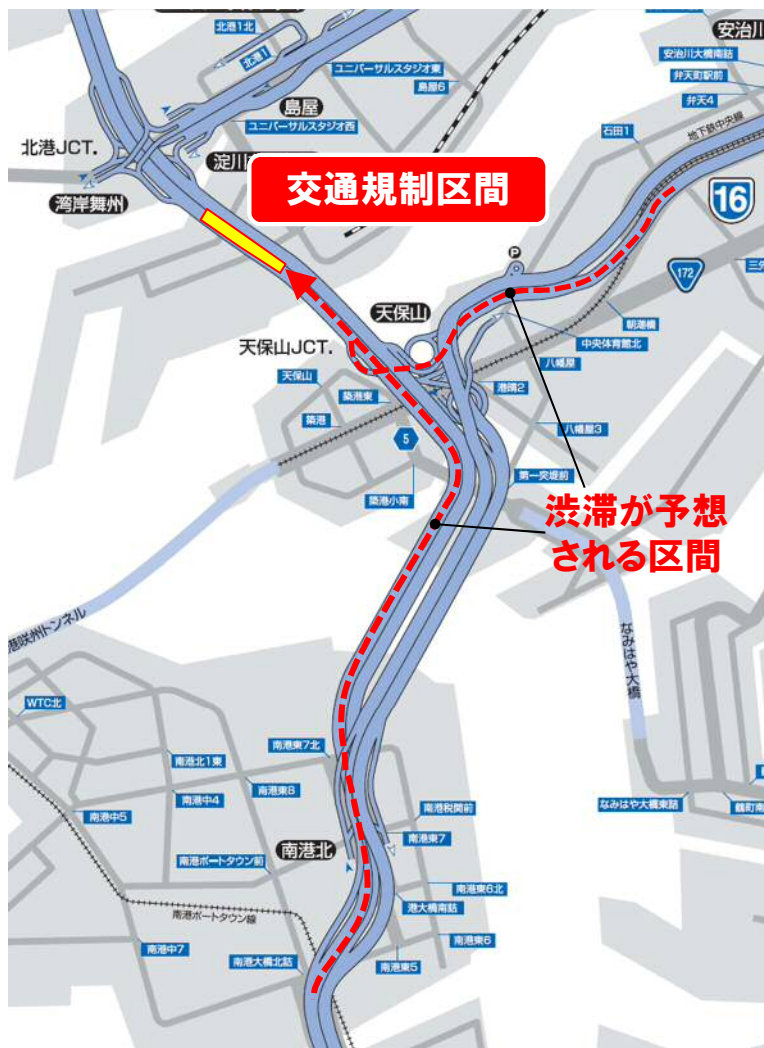 北港1北
安治川
北港1
ユニバーサルスタジオ東
安治川大橋南詰
弁天町駅前
島屋6
弁天4
島屋
ユニバーサルスタジオ西
石田1
地下鉄中央線
北港JCT.
淀川
交通規制区間
16
湾岸舞州
P
172
天保山
朝潮橋
天保山JCT.
中央体育館北
八幡屋
天保山
港晴2
築港東
築港
5
八幡屋3
第一突堤前
築港小南
渋滞が予想
される区間
港咲洲トンネル
なみはや大橋
WTC北
南港東7北
南港北1東
南港中4
南港東8
なみはや大橋東詰
鶴町南
南港中5
南港税関前
南港北
南港東7
南港ポートタウン前
南港東6北
港大橋南詰
南港ポートタウン線
南港中7
南港東6
南港大橋北詰
南港東5